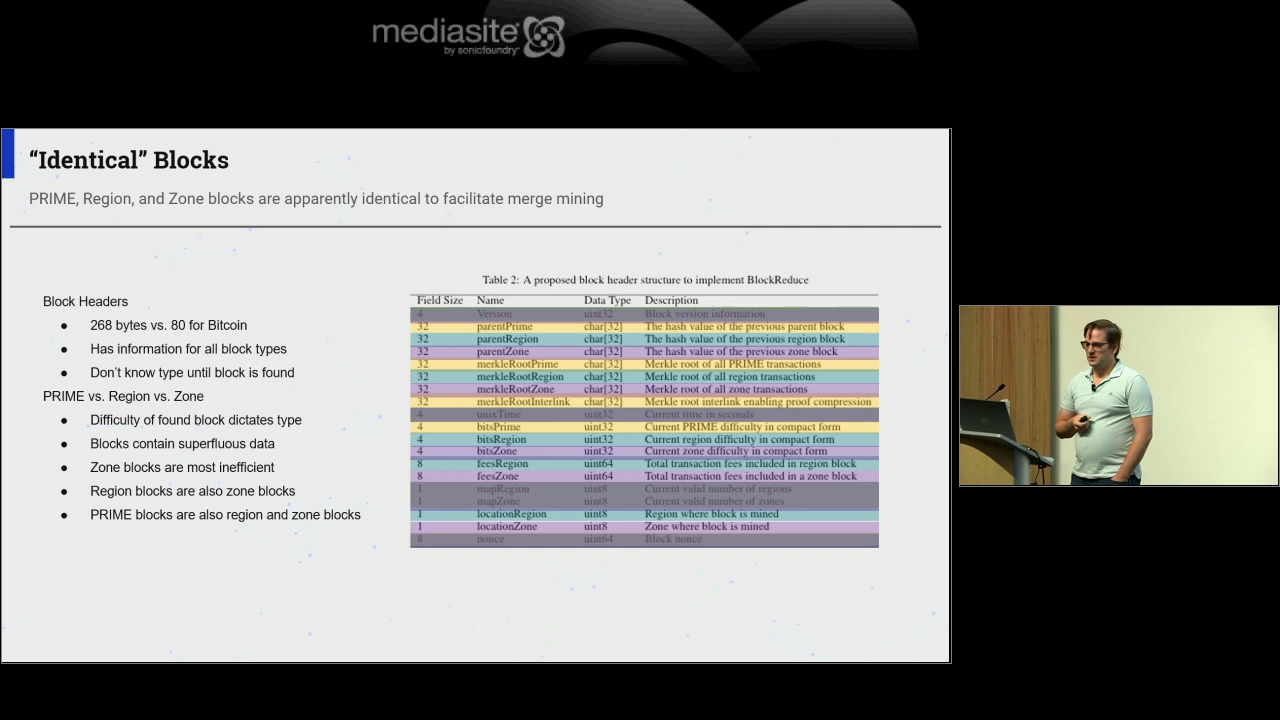 mediasite
by sonicfoundry
“Identical” Blocks
PRIME, Region, and Zone blocks are apparently identical to facilitate merge mining
Block Headers
● 268 bytes vs. 80 for Bitcoin
● Has information for all block types
● Don’t know type until block is found
PRIME vs. Region vs. Zone
● Difficulty of found block dictates type
● Blocks contain superfluous data
● Zone blocks are most inefficient
● Region blocks are also zone blocks
● PRIME blocks are also region and zone blocks
Table 2: A proposed block header structure to implement BlockReduce
Field Size Name Data Type Description
4 Version uint32 Block version information
32 parentPrime char[32] The hash value of the previous parent block
32 parentRegion char[32] The hash value of the previous region block
32 parentZone char[32] The hash value of the previous zone block
32 merkleRootPrime char[32] Merkle root of all PRIME transactions
32 merkleRootRegion char[32] Merkle root of all region transactions
32 merkleRootZone char[32] Merkle root of all zone transactions
32 merkleRootInterlink char[32] Merkle root interlink enabling proof compression
4 unixTime uint32 Current time in seconds
4 bitsPrime uint32 Current PRIME difficulty in compact form
4 bitsRegion uint32 Current region difficulty in compact form
4 bitsZone uint32 Current zone difficulty in compact form
8 feesRegion uint64 Total transaction fees included in region block
8 feesZone uint64 Total transaction fees included in a zone block
1 mapRegion uint8 Current valid number of regions
1 mapZone uint8 Current valid number of zones
1 locationRegion uint8 Region where block is mined
1 locationZone uint8 Zone where block is mined
8 nonce uint64 Block nonce